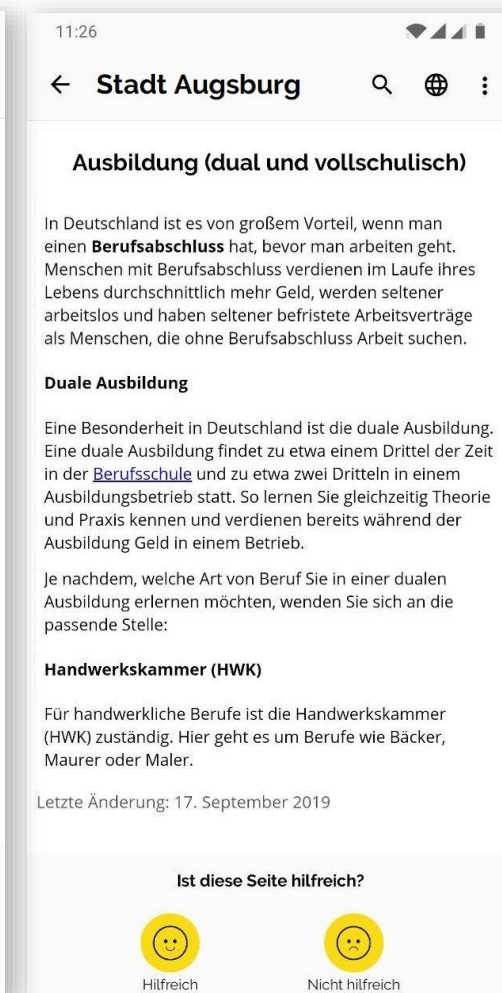 11:26
Stadt Augsburg
Ausbildung (dual und vollschulisch)
In Deutschland ist es von großem Vorteil, wenn man
einen Berufsabschluss hat, bevor man arbeiten geht.
Menschen mit Berufsabschluss verdienen im Laufe ihres
Lebens durchschnittlich mehr Geld, werden seltener
arbeitslos und haben seltener befristete Arbeitsverträge
als Menschen, die ohne Berufsabschluss Arbeit suchen.
Duale Ausbildung
Eine Besonderheit in Deutschland ist die duale Ausbildung.
Eine duale Ausbildung findet zu etwa einem Drittel der Zeit
in der Berufsschule und zu etwa zwei Dritteln in einem
Ausbildungsbetrieb statt. So lernen Sie gleichzeitig Theorie
und Praxis kennen und verdienen bereits während der
Ausbildung Geld in einem Betrieb.
Je nachdem, welche Art von Beruf Sie in einer dualen
Ausbildung erlernen möchten, wenden Sie sich an die
passende Stelle:
Handwerkskammer (HWK)
Für handwerkliche Berufe ist die Handwerkskammer
(HWK) zuständig. Hier geht es um Berufe wie Bäcker,
Maurer oder Maler.
Letzte Änderung: 17. September 2019
Ist diese Seite hilfreich?
Hilfreich Nicht hilfreich